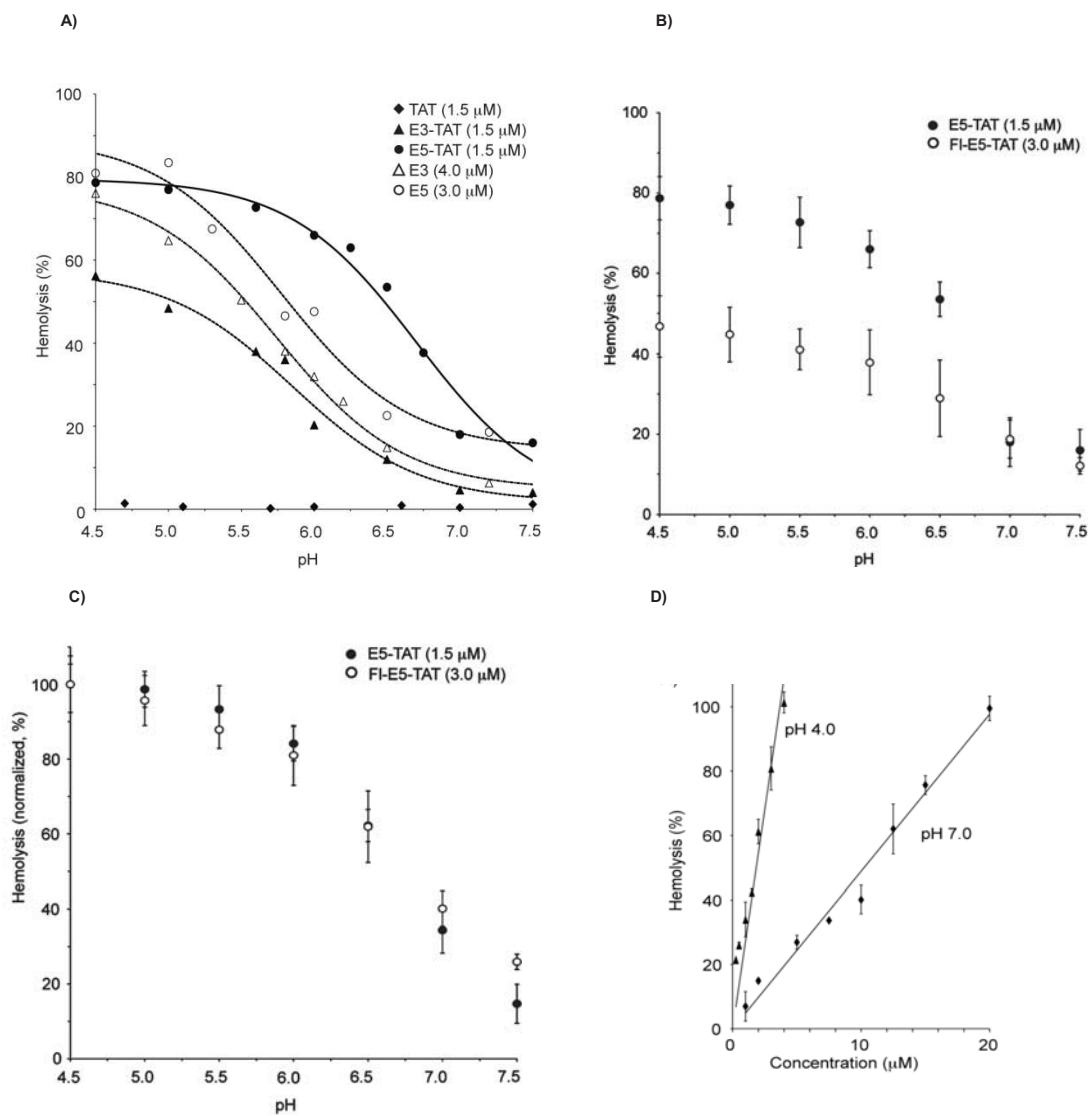 A)
100
80
60
40
20
0
Hemolysis (%)
4.5 5.0 5.5 6.0 6.5 7.0 7.5
pH
TAT (1.5 μM)
E3-TAT (1.5 μM)
E5-TAT (1.5 μM)
E3 (4.0 μM)
E5 (3.0 μM)
B)
100
80
60
40
20
0
Hemolysis (%)
4.5 5.0 5.5 6.0 6.5 7.0 7.5
pH
E5-TAT (1.5 μM)
Fl-E5-TAT (3.0 μM)
C)
100
80
60
40
20
0
Hemolysis (normalized, %)
4.5 5.0 5.5 6.0 6.5 7.0 7.5
pH
E5-TAT (1.5 μM)
Fl-E5-TAT (3.0 μM)
D)
100
80
60
40
20
0
Hemolysis (%)
0 10 20
Concentration (μM)
pH 4.0
pH 7.0